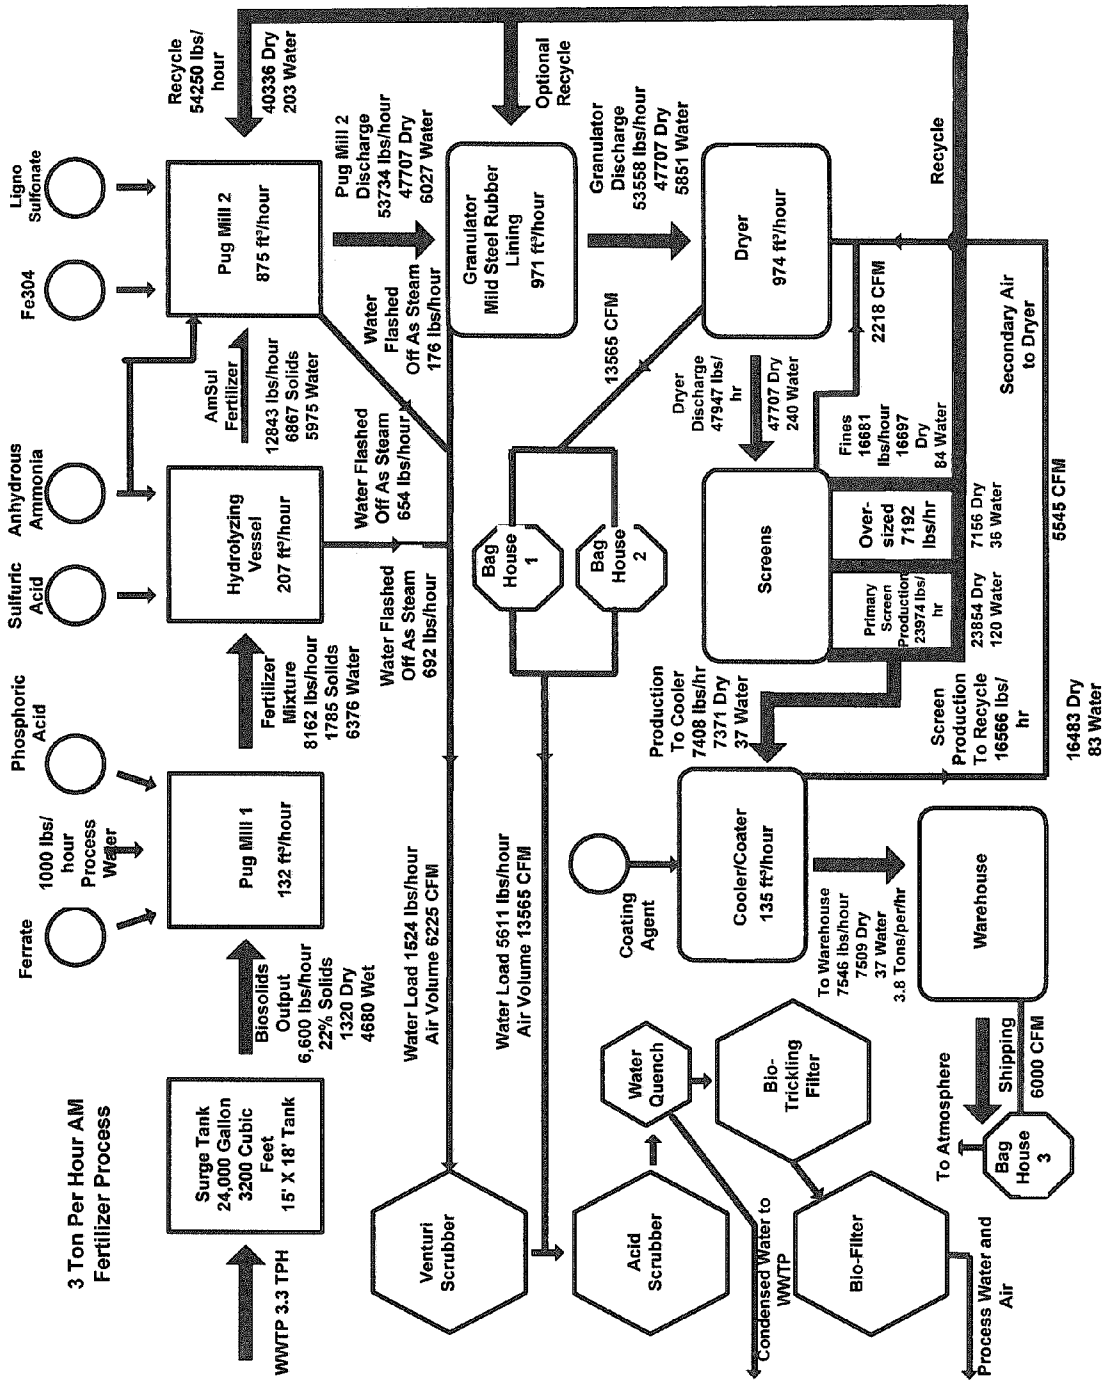 3 Ton Per Hour AM
Fertilizer Process
WWTP 3.3 TPH
Surge Tank
24,000 Gallon
3200 Cubic
Feet
15' X 18' Tank
Biosolids
Output
6,600 lbs/hour
22% Solids
1320 Dry
4680 Wet
Ferrate
1000 lbs/
hour
Process
Water
Phosphoric
Acid
Pug Mill 1
132 ft³/hour
Fertilizer
Mixture
8162 lbs/hour
1785 Solids
6376 Water
Sulfuric
Acid
Anhydrous
Ammonia
Hydrolyzing
Vessel
207 ft³/hour
AmSul
Fertilizer
12843 lbs/hour
6867 Solids
5975 Water
Fe304
Ligno
Sulfonate
Pug Mill 2
875 ft³/hour
Recycle
54250 lbs/
hour
40336 Dry
203 Water
Water Flashed
Off As Steam
692 lbs/hour
Water Flashed
Off As Steam
654 lbs/hour
Water
Flashed
Off As Steam
176 lbs/hour
Pug Mill 2
Discharge
53734 lbs/hour
47707 Dry
6027 Water
Optional
Recycle
Granulator
Mild Steel Rubber
Lining
971 ft³/hour
Granulator
Discharge
53558 lbs/hour
47707 Dry
5851 Water
Dryer
974 ft³/hour
Recycle
13565 CFM
Bag
House
1
Bag
House
2
Dryer
Discharge
47947 lbs/
hr
47707 Dry
240 Water
2218 CFM
Secondary Air
to Dryer
Screens
Fines
16681
lbs/hour
16697
Dry
84 Water
Over-
sized
7192
lbs/hr
7156 Dry
36 Water
Primary
Screen
Production
23974 lbs/
hr
23854 Dry
120 Water
5545 CFM
Production
To Cooler
7408 lbs/hr
7371 Dry
37 Water
Screen
Production
To Recycle
16566 lbs/
hr
16483 Dry
83 Water
Water Load 1524 lbs/hour
Air Volume 6225 CFM
Water Load 5611 lbs/hour
Air Volume 13565 CFM
Coating
Agent
Cooler/Coater
135 ft³/hour
To Warehouse
7546 lbs/hour
7509 Dry
37 Water
3.8 Tons/per/hr
Warehouse
Shipping
6000 CFM
To Atmosphere
Bag
House
3
Venturi
Scrubber
Acid
Scrubber
Water
Quench
Bio-
Trickling
Filter
Condensed Water to
WWTP
Bio-Filter
Process Water and
Air